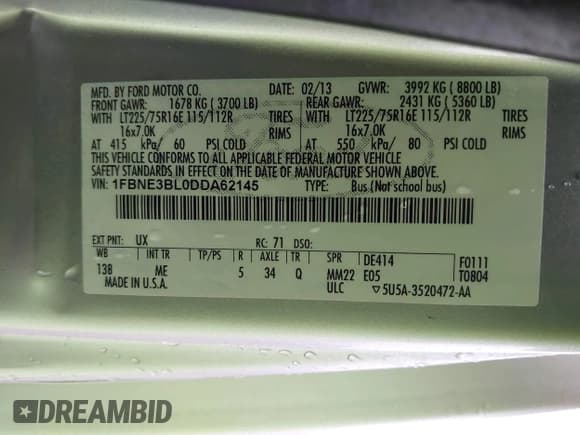 MFD. BY FORD MOTOR CO. DATE: 02/13 GVWR: 3992 KG ( 8800 LB)
FRONT GAWR: 1678 KG ( 3700 LB) REAR GAWR: 2431 KG ( 5360 LB)
WITH LT225/75R16E 115/112R TIRES WITH LT225/75R16E 115/112R TIRES
16x7.0K RIMS 16x7.0K RIMS
AT 415 kPa/ 60 PSI COLD AT 550 kPa/ 80 PSI COLD
THIS VEHICLE CONFORMS TO ALL APPLICABLE FEDERAL MOTOR VEHICLE
SAFETY STANDARDS IN EFFECT ON THE DATE OF MANUFACTURE SHOWN ABOVE.
VIN: 1FBNE3BL0DDA62145 TYPE: Bus (Not school bus)
EXT PNT: UX RC: 71 DSO:
WB INT TR TP/PS R AXLE TR SPR DE414 F0111
138 ME 5 34 Q MM22 E05 T0804
MADE IN U.S.A. ULC ▽5U5A-3520472-AA
DREAMBID